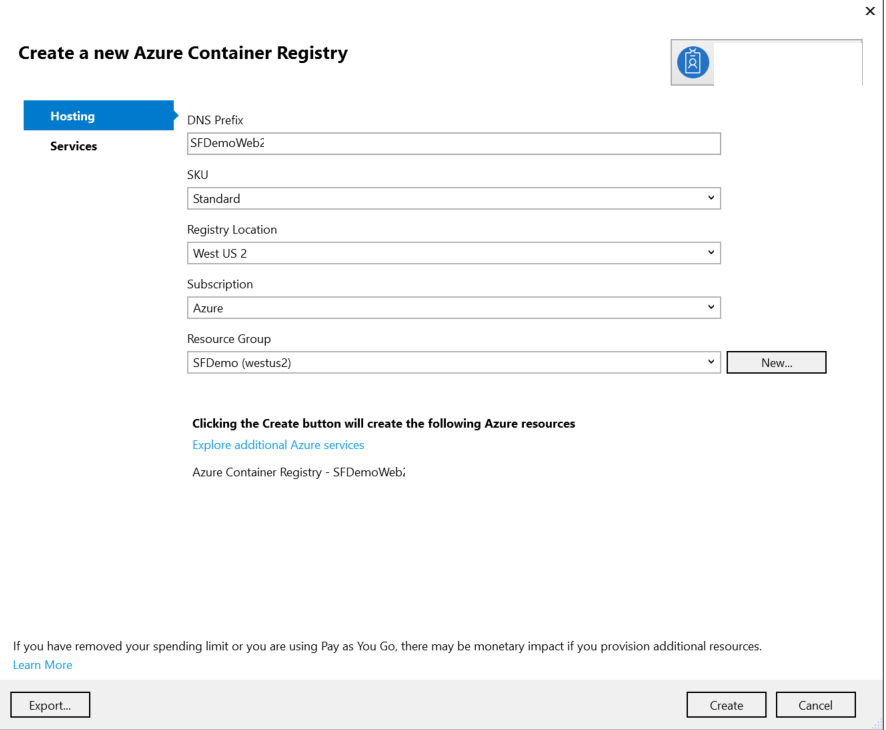 Create a new Azure Container Registry
Hosting
Services
DNS Prefix
SFDemoWeb2
SKU
Standard
Registry Location
West US 2
Subscription
Azure
Resource Group
SFDemo (westus2)
New...
Clicking the Create button will create the following Azure resources
Explore additional Azure services
Azure Container Registry - SFDemoWeb2
If you have removed your spending limit or you are using Pay as You Go, there may be monetary impact if you provision additional resources.
Learn More
Export...
Create
Cancel